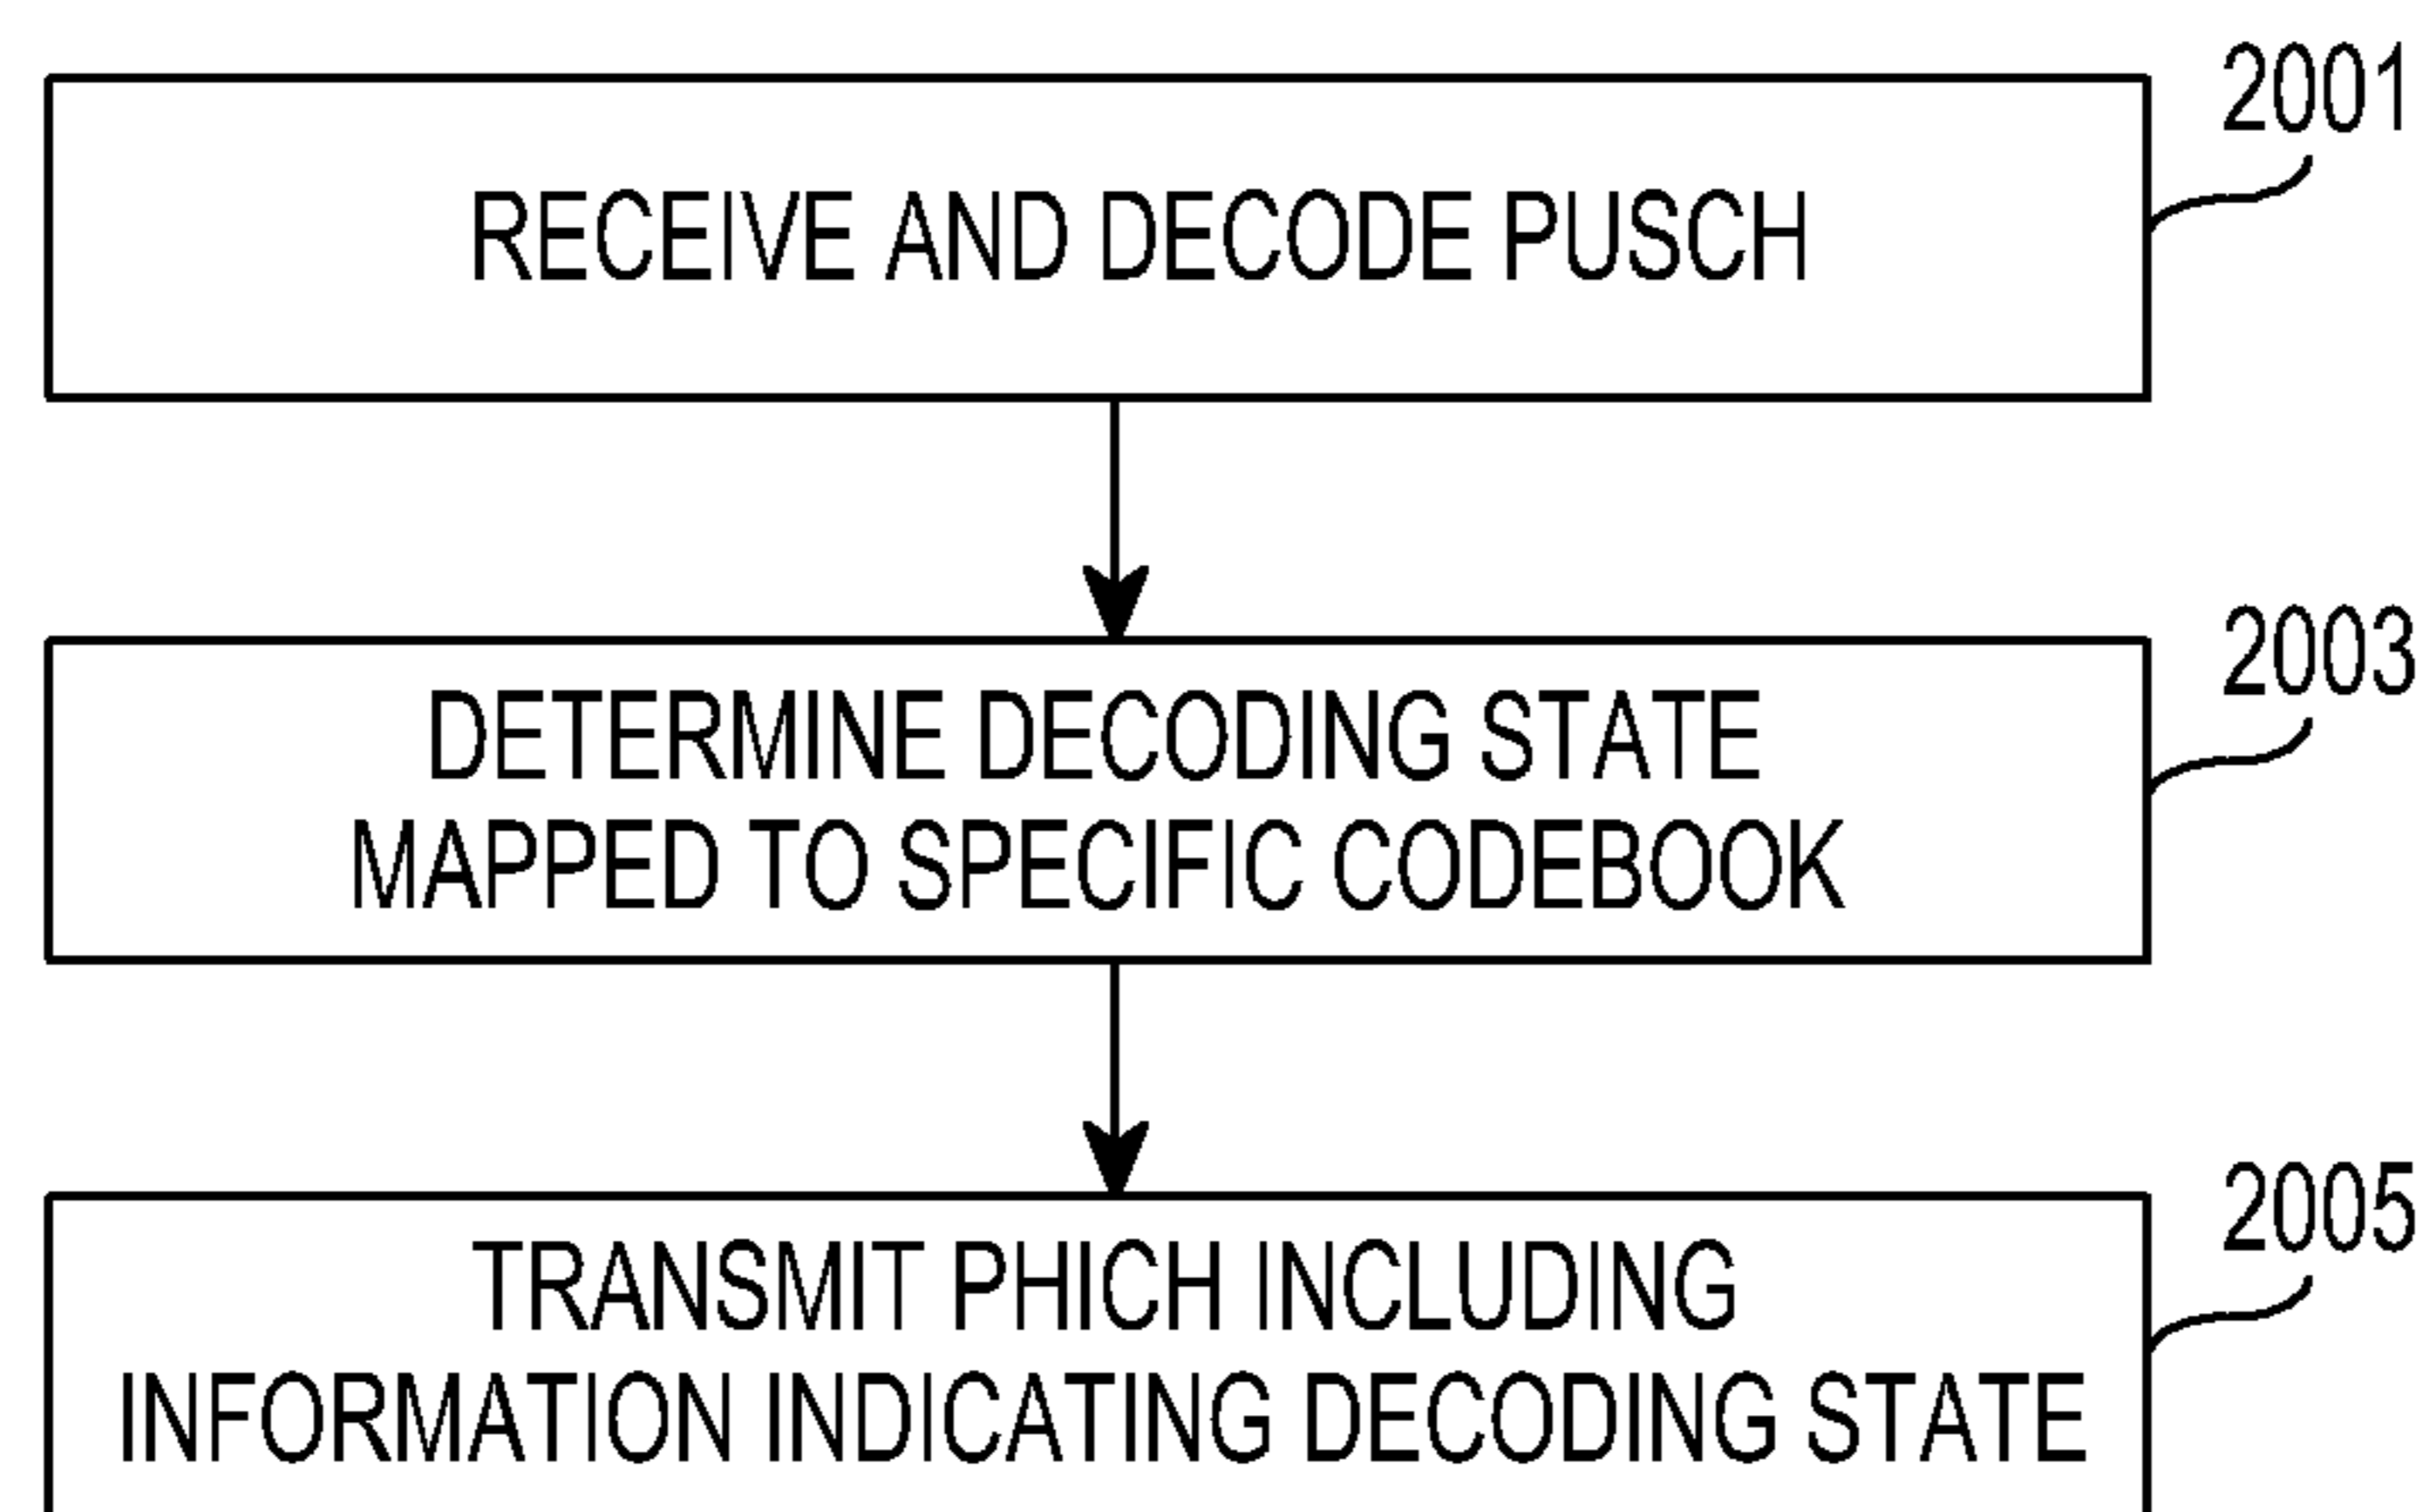 2001
RECEIVE AND DECODE PUSCH
2003
DETERMINE DECODING STATE
MAPPED TO SPECIFIC CODEBOOK
2005
TRANSMIT PHICH INCLUDING
INFORMATION INDICATING DECODING STATE